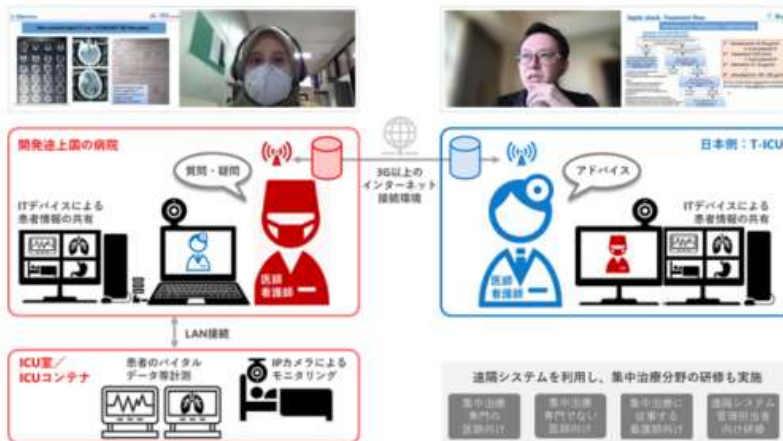 Septic shock Treatment flow
開発途上国の病院
質問・疑問
ITデバイスによる
患者情報の共有
医師
看護師
3G以上の
インターネット
接続環境
日本側：T-ICU
アドバイス
ITデバイスによる
患者情報の共有
医師
看護師
LAN接続
ICU室／
ICUコンテナ
患者のバイタル
データ等計測
IPカメラによる
モニタリング
遠隔システムを利用し、集中治療分野の研修も実施
集中治療
専門の
医師向け
集中治療
専門でない
医師向け
集中治療に
従事する
看護師向け
遠隔システム
管理担当者
向け研修